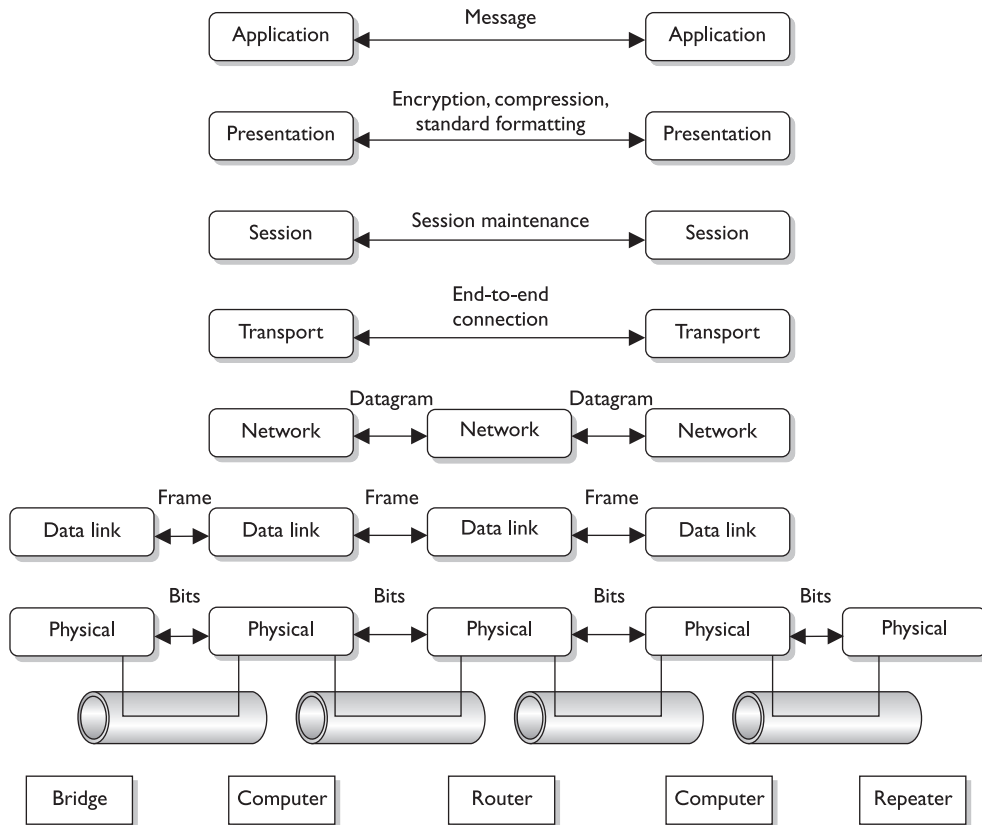 Message
Application
Application
Encryption, compression,
standard formatting
Presentation
Presentation
Session maintenance
Session
Session
End-to-end
connection
Transport
Transport
Datagram
Datagram
Network
Network
Network
Frame
Frame
Frame
Data link
Data link
Data link
Data link
Bits
Bits
Bits
Bits
Physical
Physical
Physical
Physical
Physical
Bridge
Computer
Router
Computer
Repeater